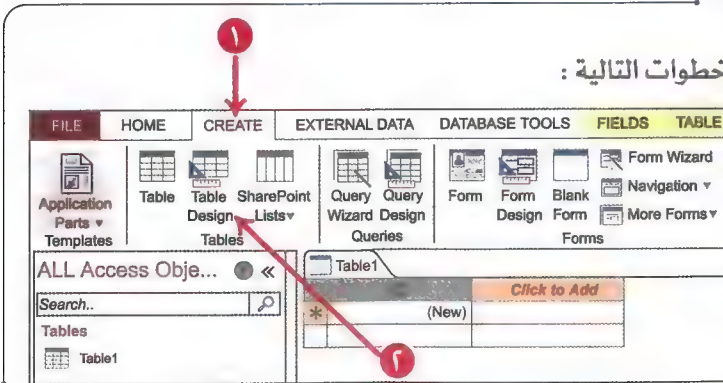 خطوات التالية :
١
FILE HOME CREATE EXTERNAL DATA DATABASE TOOLS FIELDS TABLE
Application Parts
Templates
Table
Table Design
SharePoint Lists
Tables
Query Wizard
Query Design
Queries
Form
Form Design
Blank Form
Form Wizard
Navigation
More Forms
Forms
ALL Access Obje... «
Search..
Tables
Table1
Table1
Click to Add
* (New)
٢